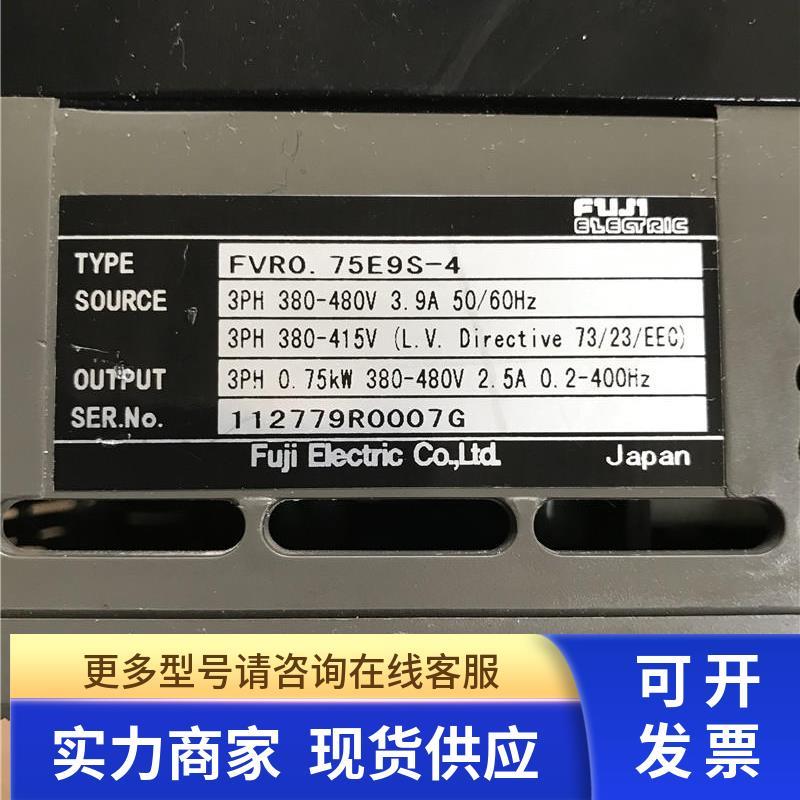 FUJI
ELECTRIC
TYPE FVR0.75E9S-4
SOURCE 3PH 380-480V 3.9A 50/60Hz
3PH 380-415V (L.V. Directive 73/23/EEC)
OUTPUT 3PH 0.75kW 380-480V 2.5A 0.2-400Hz
SER.No. 112779R0007G
Fuji Electric Co.,Ltd. Japan
更多型号请咨询在线客服
实力商家 现货供应
可开
发票